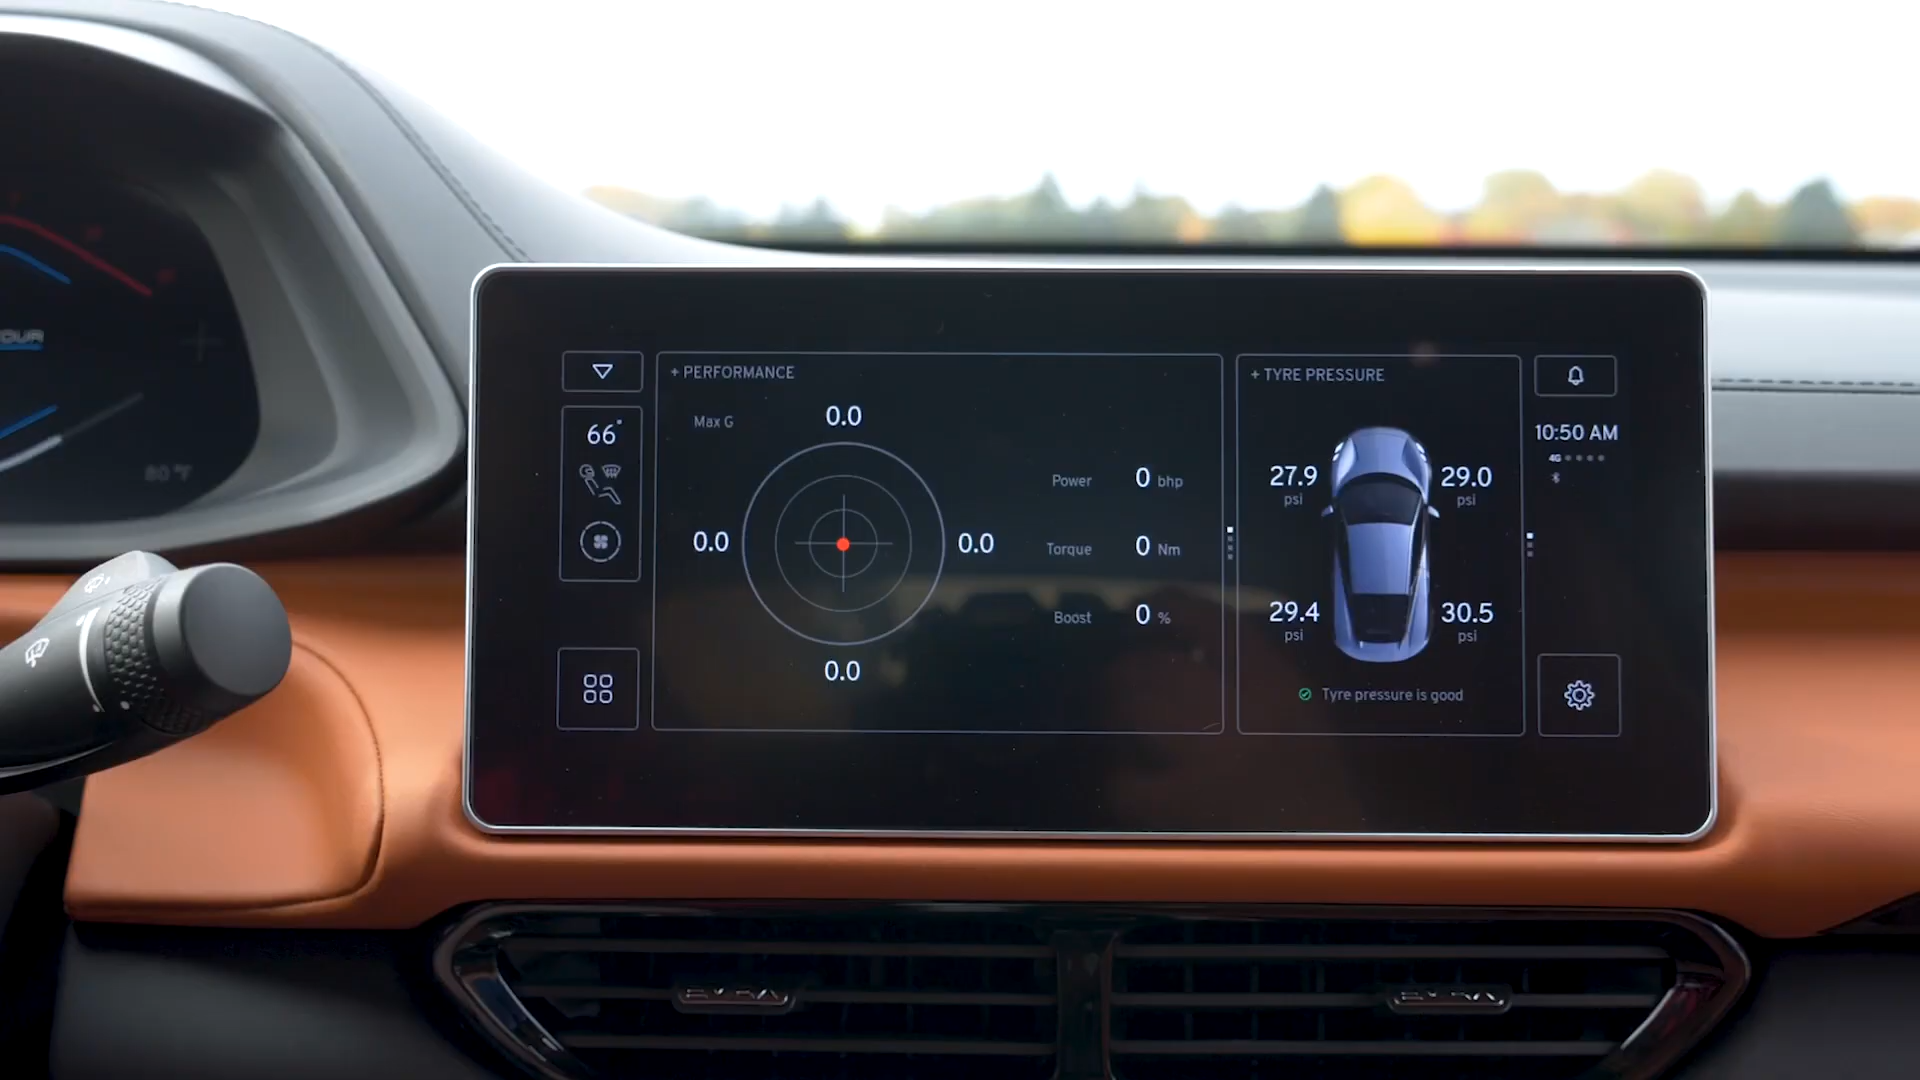 OUR
80 °F
66°
+ PERFORMANCE
Max G
0.0
0.0
0.0
0.0
Power 0 bhp
Torque 0 Nm
Boost 0 %
+ TYRE PRESSURE
27.9 psi
29.0 psi
29.4 psi
30.5 psi
Tyre pressure is good
10:50 AM
4G